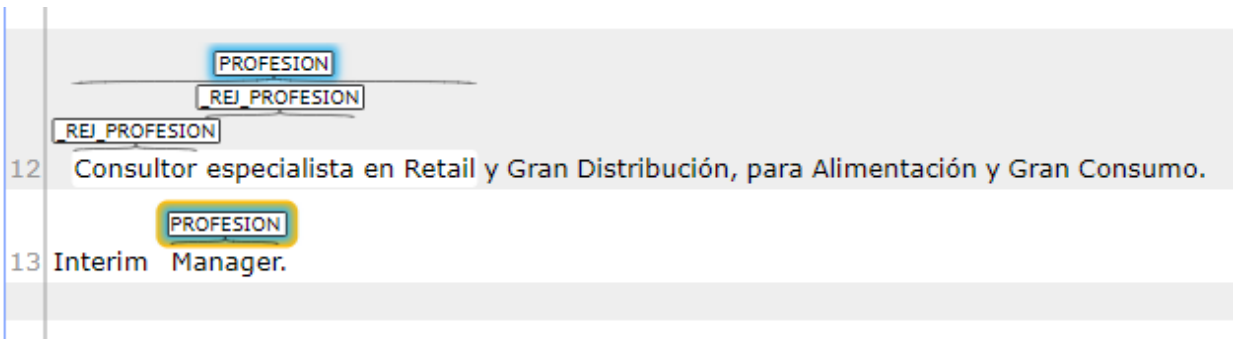 PROFESION
_REJ_PROFESION
_REJ_PROFESION
12 Consultor especialista en Retail y Gran Distribución, para Alimentación y Gran Consumo.
PROFESION
13 Interim Manager.